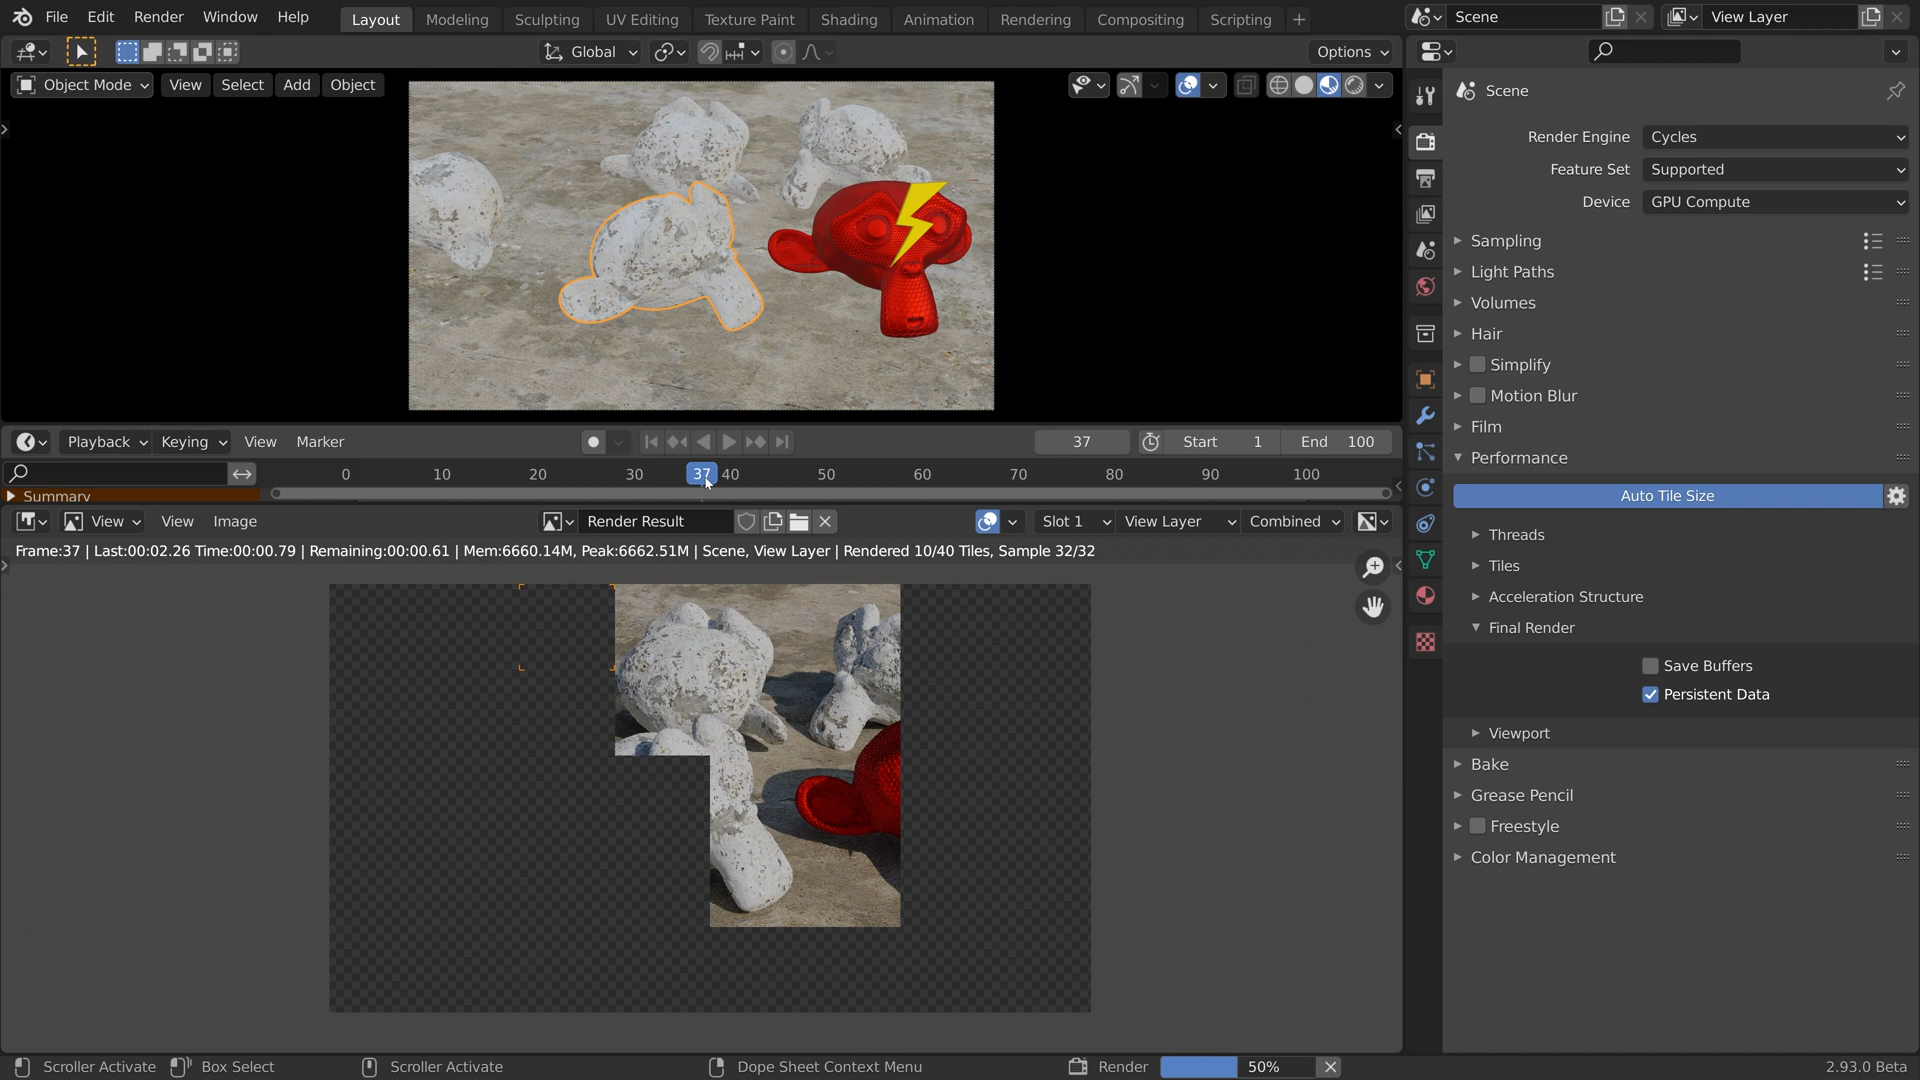 File Edit Render Window Help Layout Modeling Sculpting UV Editing Texture Paint Shading Animation Rendering Compositing Scripting + Scene View Layer
Global Options
Object Mode View Select Add Object
Scene
Render Engine Cycles
Feature Set Supported
Device GPU Compute
Sampling
Light Paths
Volumes
Hair
Simplify
Motion Blur
Film
Performance
Auto Tile Size
Threads
Tiles
Acceleration Structure
Final Render
Save Buffers
Persistent Data
Viewport
Bake
Grease Pencil
Freestyle
Color Management
Playback Keying View Marker 37 Start 1 End 100
0 10 20 30 37 40 50 60 70 80 90 100
Summary
View View Image Render Result Slot 1 View Layer Combined
Frame:37 | Last:00:02.26 Time:00:00.79 | Remaining:00:00.61 | Mem:6660.14M, Peak:6662.51M | Scene, View Layer | Rendered 10/40 Tiles, Sample 32/32
Scroller Activate Box Select Scroller Activate Dope Sheet Context Menu Render 50% 2.93.0 Beta